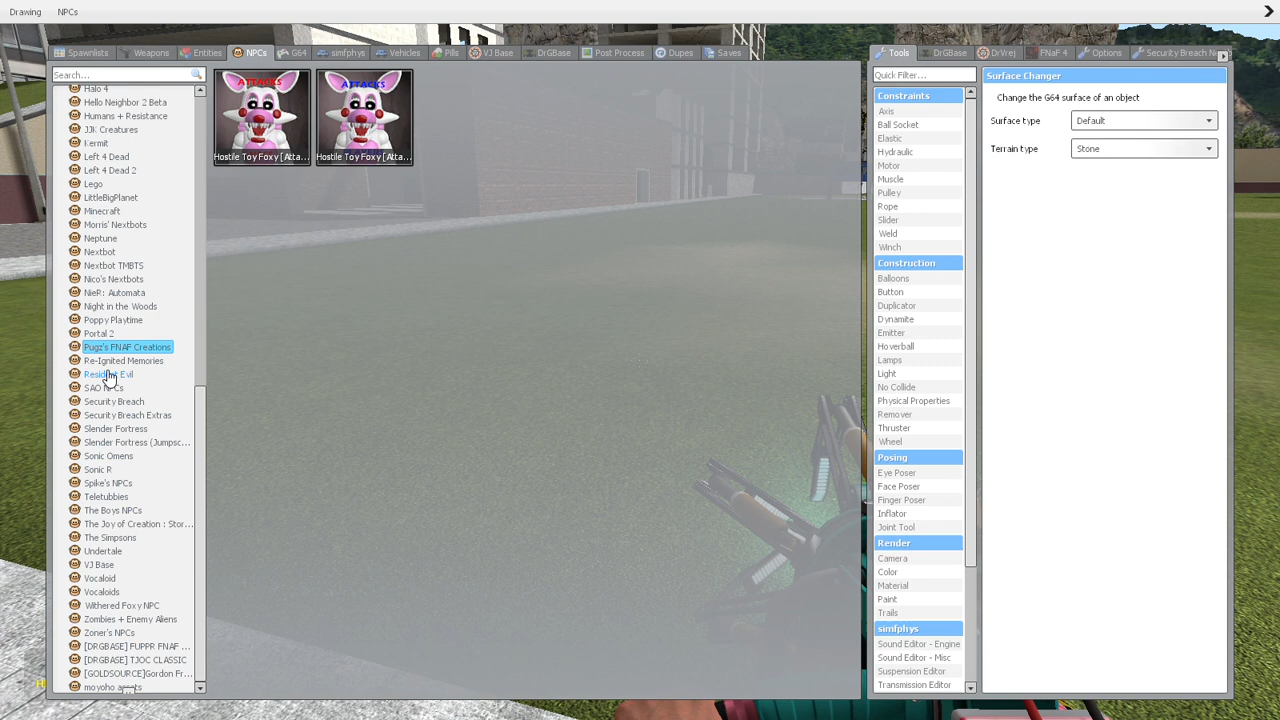 Drawing NPCs
Spawnlists Weapons Entities NPCs G64 simfphys Vehicles Pills VJ Base DrGBase Post Process Dupes Saves
Tools DrGBase DrVrej FNaF 4 Options
Search...
Halo 4
Hello Neighbor 2 Beta
Humans + Resistance
JJK Creatures
Kermit
Left 4 Dead
Left 4 Dead 2
Lego
LittleBigPlanet
Minecraft
Morris' Nextbots
Neptune
Nextbot
Nextbot TMBTS
Nico's Nextbots
NieR: Automata
Night in the Woods
Poppy Playtime
Portal 2
Pugz's FNAF Creations
Re-Ignited Memories
Resident Evil
SAO NPCs
Security Breach
Security Breach Extras
Slender Fortress
Slender Fortress (Jumpsc...
Sonic Omens
Sonic R
Spike's NPCs
Teletubbies
The Boys NPCs
The Joy of Creation : Stor...
The Simpsons
Undertale
VJ Base
Vocaloid
Vocaloids
Withered Foxy NPC
Zombies + Enemy Aliens
Zoner's NPCs
[DRGBASE] FUPPR FNAF ...
[DRGBASE] TJOC CLASSIC
[GOLDSOURCE]Gordon Fr...
moyoho assets
ATTACKS
Hostile Toy Foxy [Atta...
ATTACKS
Hostile Toy Foxy [Atta...
Quick Filter...
Constraints
Axis
Ball Socket
Elastic
Hydraulic
Motor
Muscle
Pulley
Rope
Slider
Weld
Winch
Construction
Balloons
Button
Duplicator
Dynamite
Emitter
Hoverball
Lamps
Light
No Collide
Physical Properties
Remover
Thruster
Wheel
Posing
Eye Poser
Face Poser
Finger Poser
Inflator
Joint Tool
Render
Camera
Color
Material
Paint
Trails
simfphys
Sound Editor - Engine
Sound Editor - Misc
Suspension Editor
Transmission Editor
Surface Changer
Change the G64 surface of an object
Surface type Default
Terrain type Stone